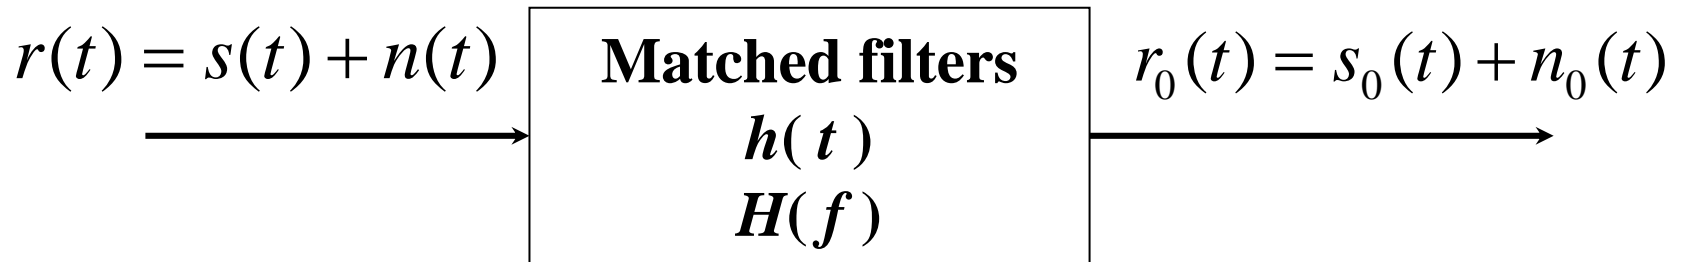 r(t) = s(t) + n(t)
Matched filters
h( t )
H( f )
r₀(t) = s₀(t) + n₀(t)